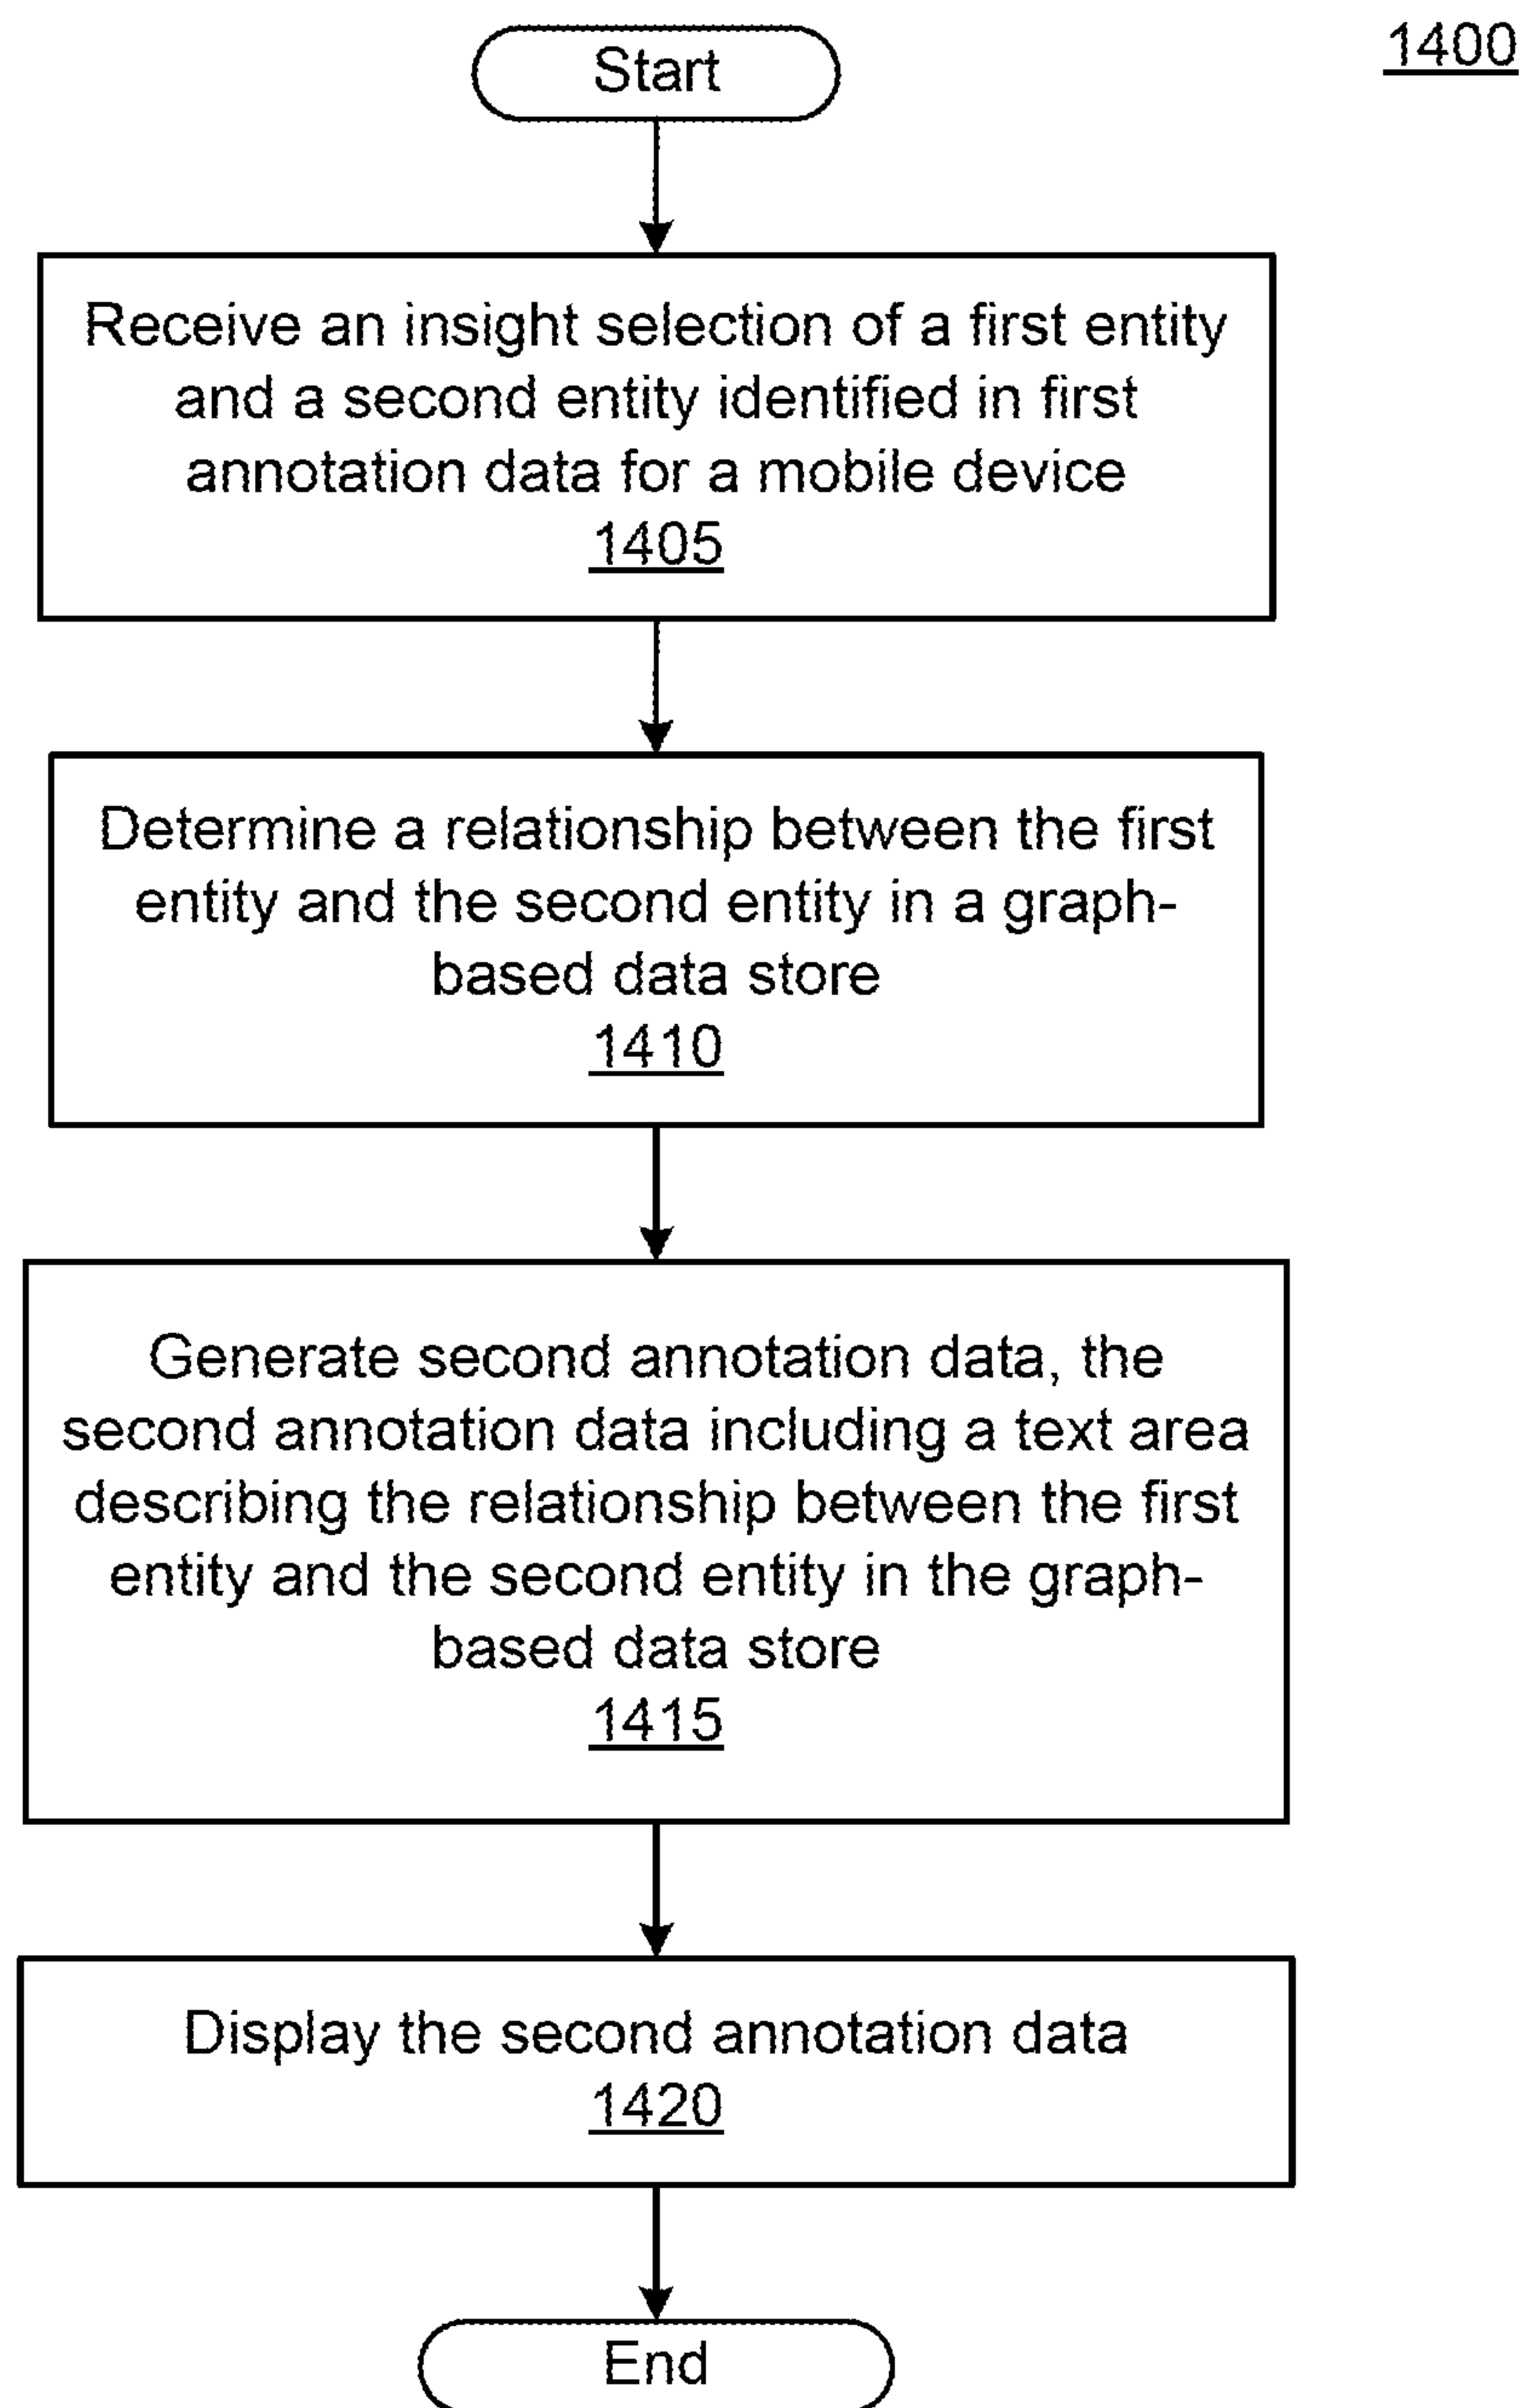 1400
Start
Receive an insight selection of a first entity
and a second entity identified in first
annotation data for a mobile device
1405
Determine a relationship between the first
entity and the second entity in a graph-
based data store
1410
Generate second annotation data, the
second annotation data including a text area
describing the relationship between the first
entity and the second entity in the graph-
based data store
1415
Display the second annotation data
1420
End